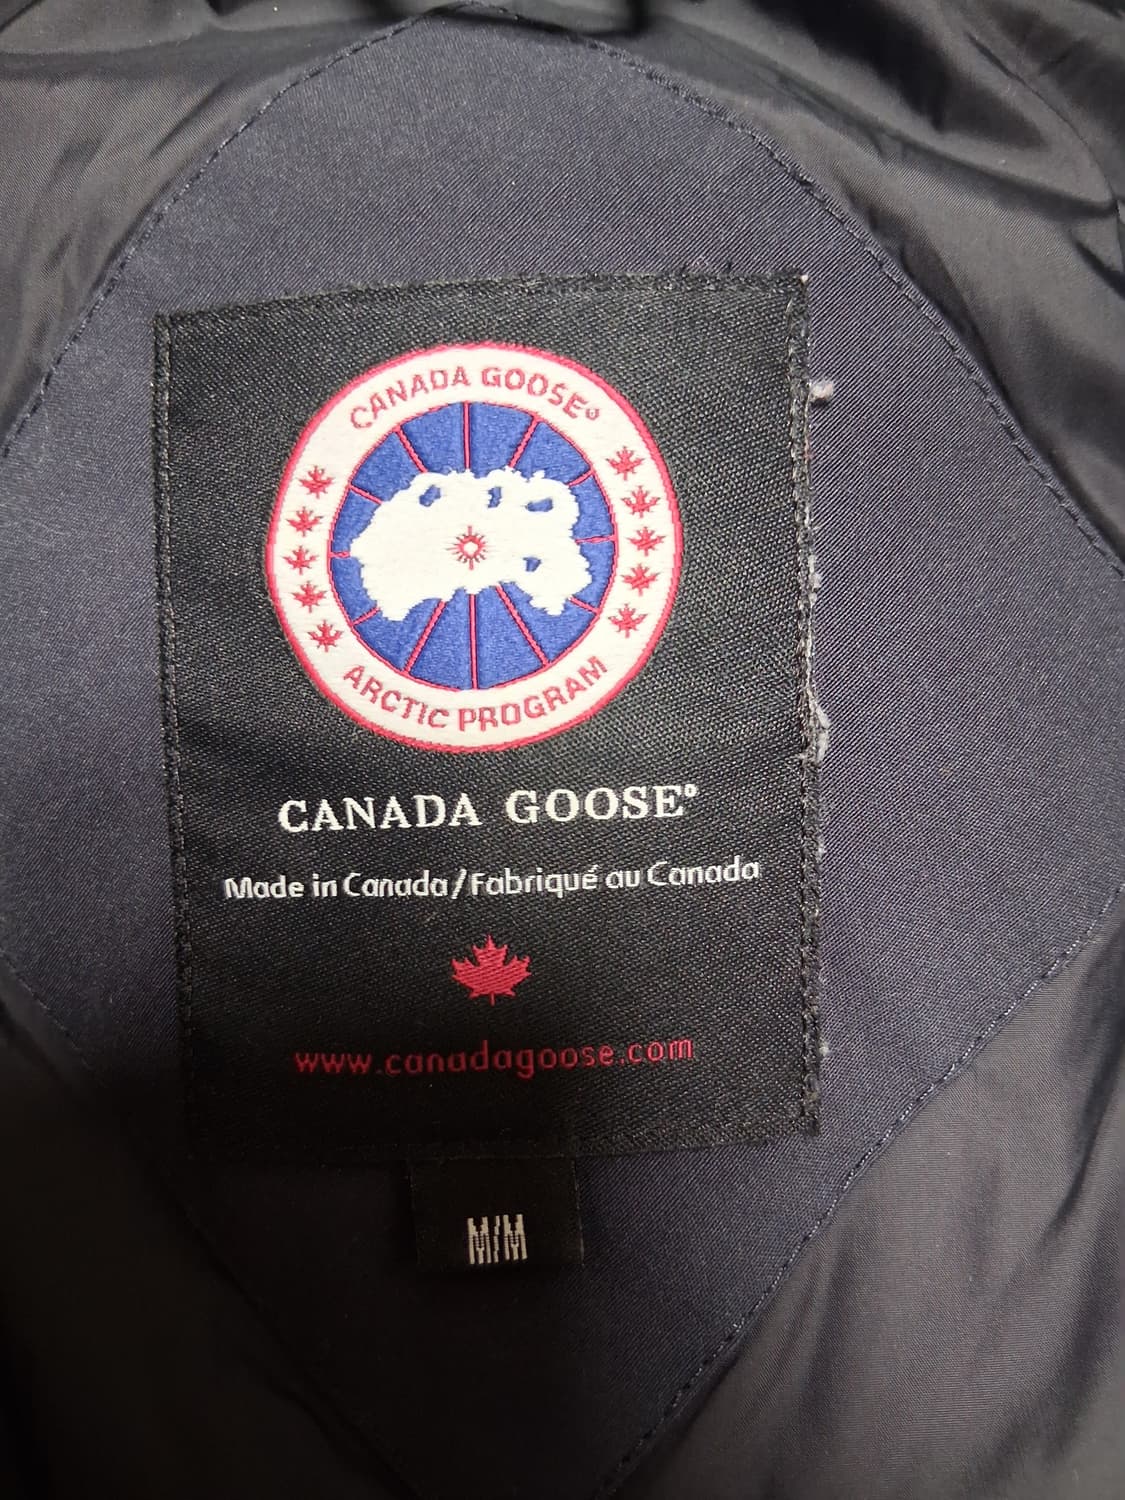 CANADA GOOSE®
ARCTIC PROGRAM
CANADA GOOSE®
Made in Canada/Fabriqué au Canada
www.canadagoose.com
M/M